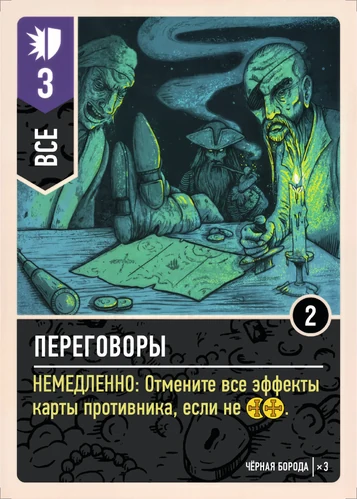 3
ВСЕ
2
ПЕРЕГОВОРЫ
НЕМЕДЛЕННО: Отмените все эффекты
карты противника, если не .
ЧЁРНАЯ БОРОДА | ×3